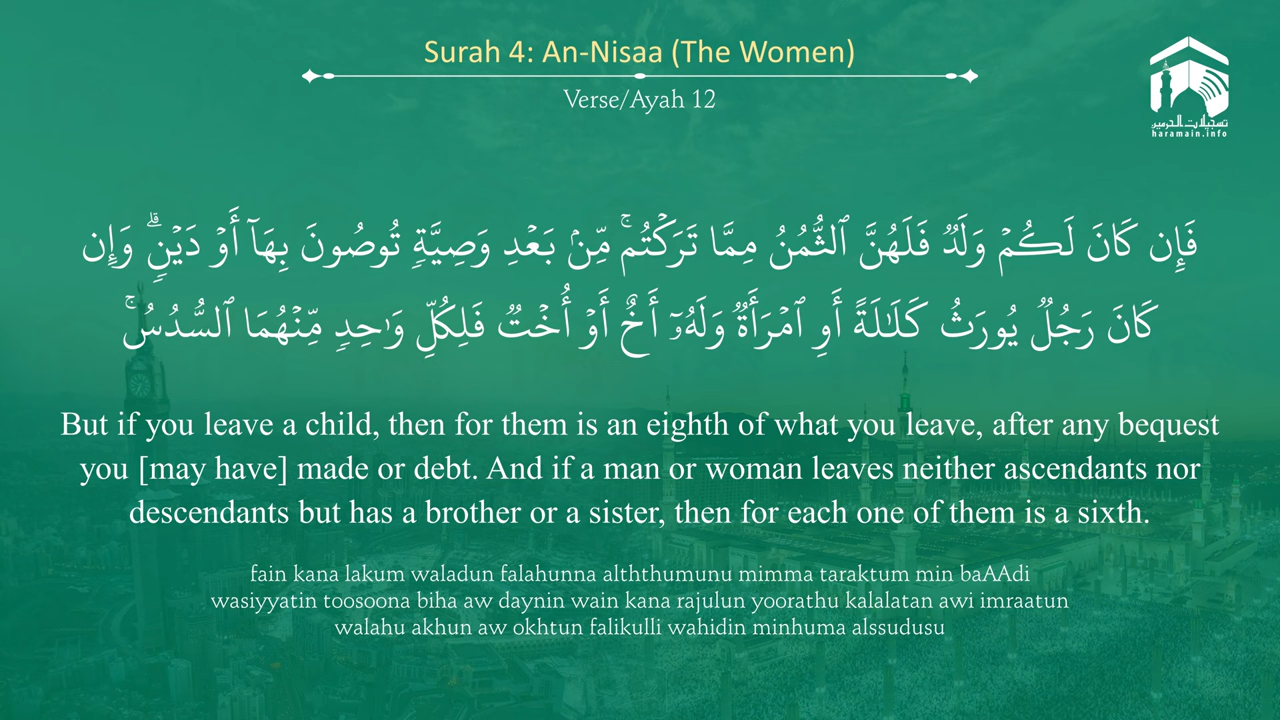 Surah 4: An-Nisaa (The Women)
Verse/Ayah 12
تسجيلات الحرمين
haramain.info
فَإِن كَانَ لَكُمْ وَلَدٌ فَلَهُنَّ ٱلثُّمُنُ مِمَّا تَرَكْتُم ۚ مِّنۢ بَعْدِ وَصِيَّةٍ تُوصُونَ بِهَآ أَوْ دَيْنٍ ۗ وَإِن
كَانَ رَجُلٌ يُورَثُ كَلَـٰلَةً أَوِ ٱمْرَأَةٌ وَلَهُۥٓ أَخٌ أَوْ أُخْتٌ فَلِكُلِّ وَٰحِدٍ مِّنْهُمَا ٱلسُّدُسُ ۚ
But if you leave a child, then for them is an eighth of what you leave, after any bequest
you [may have] made or debt. And if a man or woman leaves neither ascendants nor
descendants but has a brother or a sister, then for each one of them is a sixth.
fain kana lakum waladun falahunna alththumunu mimma taraktum min baAAdi
wasiyyatin toosoona biha aw daynin wain kana rajulun yoorathu kalalatan awi imraatun
walahu akhun aw okhtun falikulli wahidin minhuma alssudusu